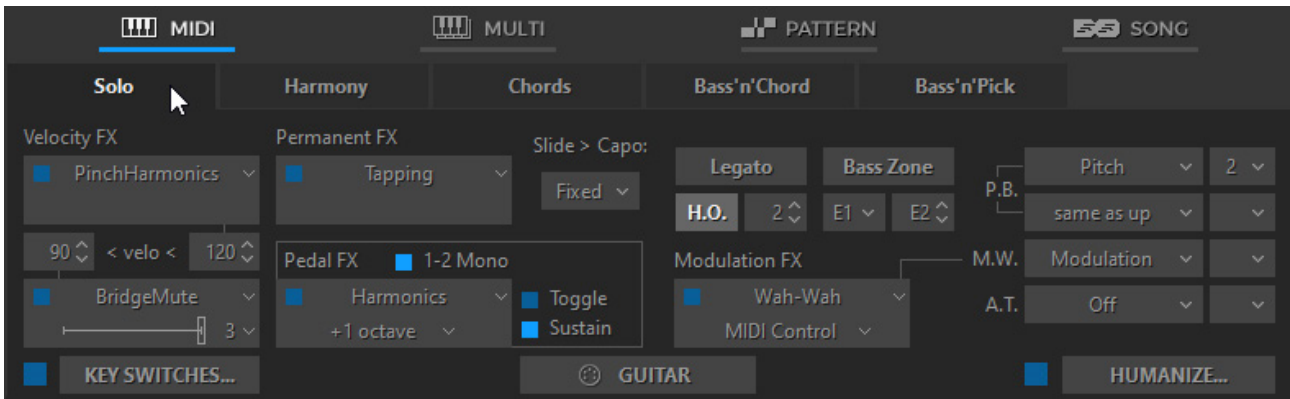 MIDI MULTI PATTERN SONG
Solo Harmony Chords Bass'n'Chord Bass'n'Pick
Velocity FX Permanent FX Slide > Capo:
PinchHarmonics Tapping Fixed Legato Bass Zone P.B. Pitch 2
H.O. 2 E1 E2 same as up
90 < velo < 120 Pedal FX 1-2 Mono Modulation FX M.W. Modulation
BridgeMute Harmonics Toggle Wah-Wah A.T. Off
3 +1 octave Sustain MIDI Control
KEY SWITCHES... GUITAR HUMANIZE...